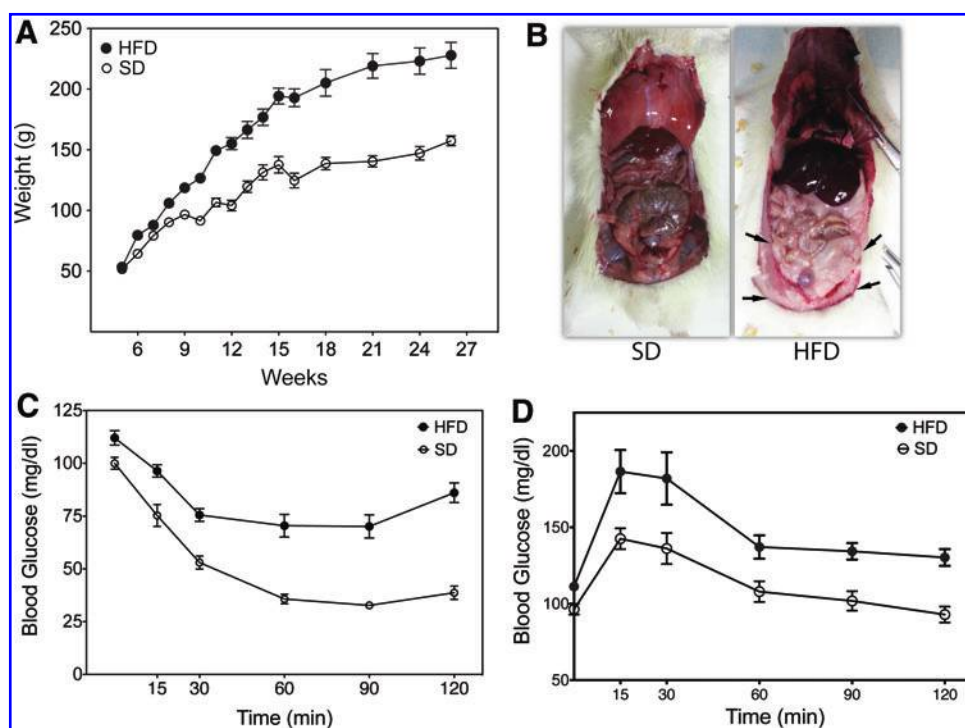 A
HFD
SD
Weight (g)
250
200
150
100
50
6 9 12 15 18 21 24 27
Weeks
B
SD HFD
C
HFD
SD
Blood Glucose (mg/dl)
125
100
75
50
25
0
15 30 60 90 120
Time (min)
D
HFD
SD
Blood Glucose (mg/dl)
200
150
100
50
15 30 60 90 120
Time (min)